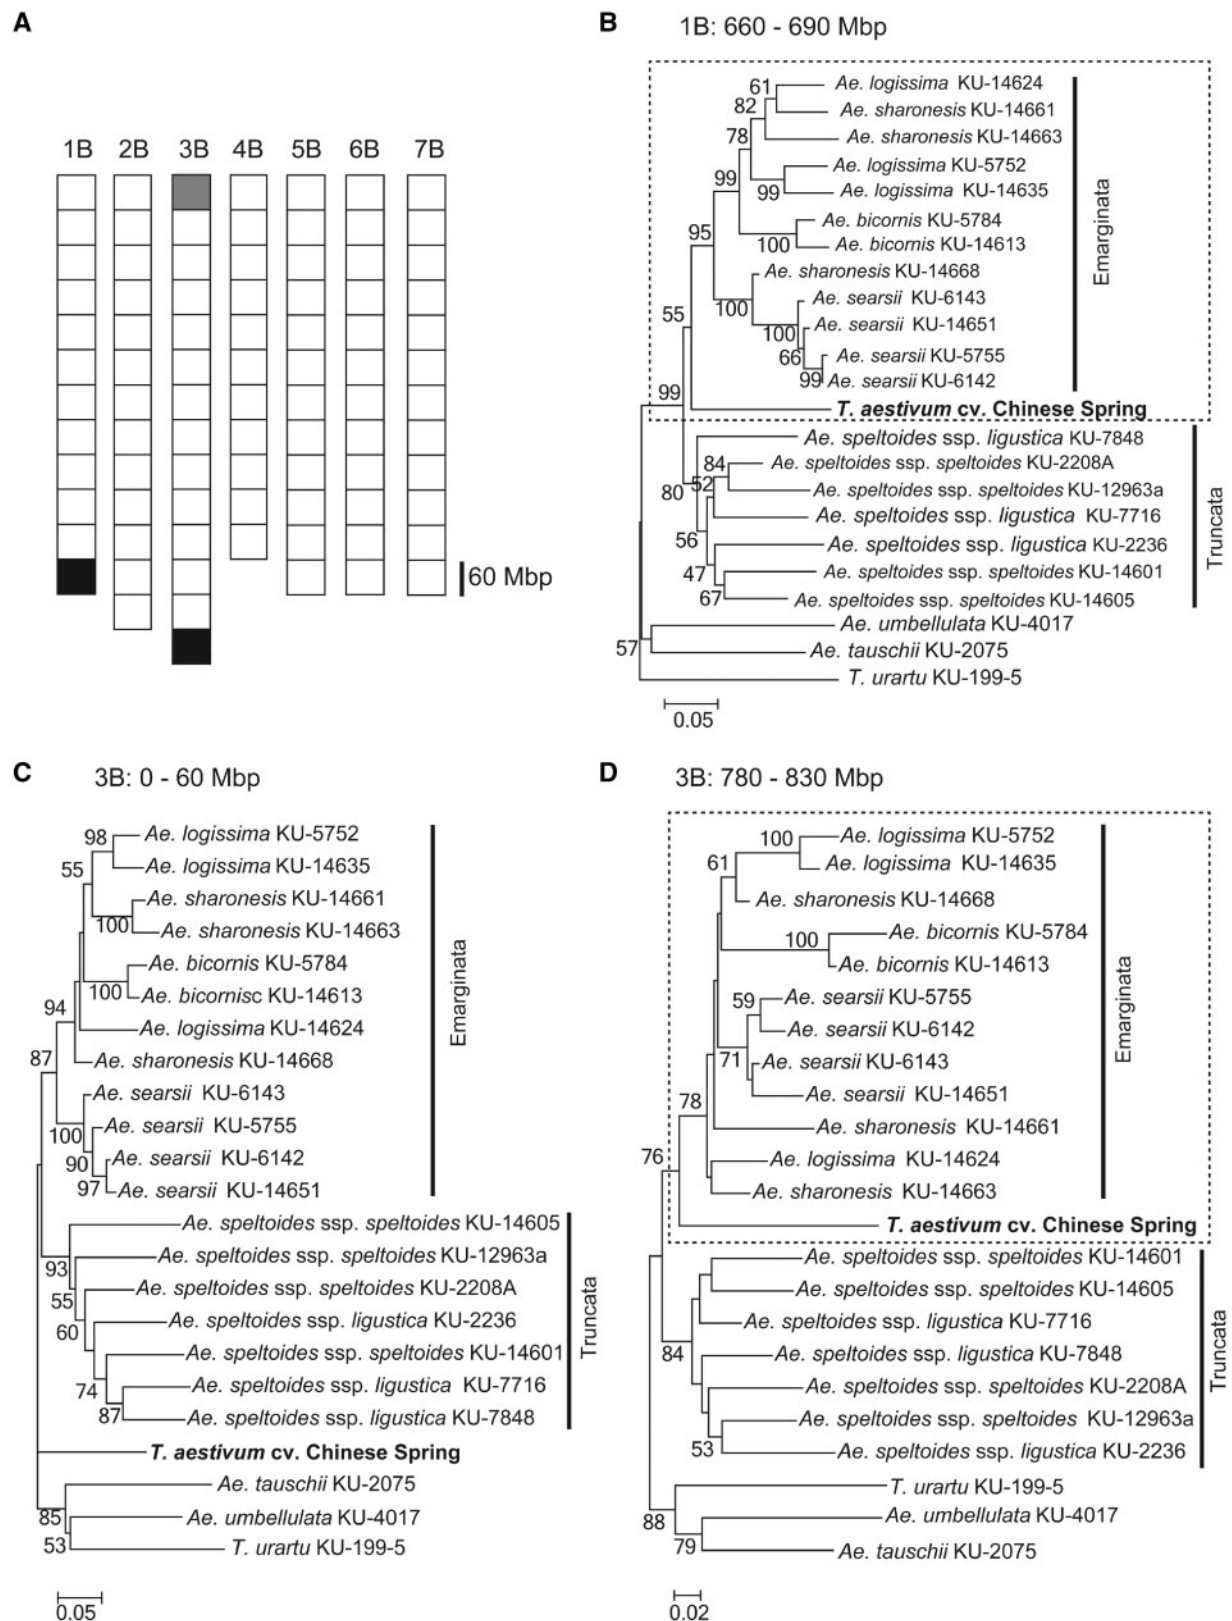 A
1B 2B 3B 4B 5B 6B 7B
60 Mbp
B
1B: 660 - 690 Mbp
61 Ae. logissima KU-14624
82 Ae. sharonesis KU-14661
78 Ae. sharonesis KU-14663
99 Ae. logissima KU-5752
99 Ae. logissima KU-14635
95 Ae. bicornis KU-5784
100 Ae. bicornis KU-14613
Ae. sharonesis KU-14668
100 Ae. searsii KU-6143
55 100 Ae. searsii KU-14651
66 Ae. searsii KU-5755
99 Ae. searsii KU-6142
Emarginata
99 T. aestivum cv. Chinese Spring
Ae. speltoides ssp. ligustica KU-7848
84 Ae. speltoides ssp. speltoides KU-2208A
80 52 Ae. speltoides ssp. speltoides KU-12963a
Ae. speltoides ssp. ligustica KU-7716
56 Ae. speltoides ssp. ligustica KU-2236
47 Ae. speltoides ssp. speltoides KU-14601
67 Ae. speltoides ssp. speltoides KU-14605
Truncata
Ae. umbellulata KU-4017
57 Ae. tauschii KU-2075
T. urartu KU-199-5
0.05
C
3B: 0 - 60 Mbp
98 Ae. logissima KU-5752
55 Ae. logissima KU-14635
Ae. sharonesis KU-14661
100 Ae. sharonesis KU-14663
Ae. bicornis KU-5784
100 Ae. bicornisc KU-14613
94 Ae. logissima KU-14624
87 Ae. sharonesis KU-14668
Ae. searsii KU-6143
100 Ae. searsii KU-5755
90 Ae. searsii KU-6142
97 Ae. searsii KU-14651
Emarginata
Ae. speltoides ssp. speltoides KU-14605
93 Ae. speltoides ssp. speltoides KU-12963a
55 Ae. speltoides ssp. speltoides KU-2208A
60 Ae. speltoides ssp. ligustica KU-2236
Ae. speltoides ssp. speltoides KU-14601
74 Ae. speltoides ssp. ligustica KU-7716
87 Ae. speltoides ssp. ligustica KU-7848
Truncata
T. aestivum cv. Chinese Spring
Ae. tauschii KU-2075
85 Ae. umbellulata KU-4017
53 T. urartu KU-199-5
0.05
D
3B: 780 - 830 Mbp
100 Ae. logissima KU-5752
61 Ae. logissima KU-14635
Ae. sharonesis KU-14668
100 Ae. bicornis KU-5784
Ae. bicornis KU-14613
59 Ae. searsii KU-5755
Ae. searsii KU-6142
71 Ae. searsii KU-6143
Ae. searsii KU-14651
78 Ae. sharonesis KU-14661
76 Ae. logissima KU-14624
Ae. sharonesis KU-14663
Emarginata
T. aestivum cv. Chinese Spring
Ae. speltoides ssp. speltoides KU-14601
Ae. speltoides ssp. speltoides KU-14605
Ae. speltoides ssp. ligustica KU-7716
84 Ae. speltoides ssp. ligustica KU-7848
Ae. speltoides ssp. speltoides KU-2208A
Ae. speltoides ssp. speltoides KU-12963a
53 Ae. speltoides ssp. ligustica KU-2236
Truncata
T. urartu KU-199-5
88 Ae. umbellulata KU-4017
79 Ae. tauschii KU-2075
0.02